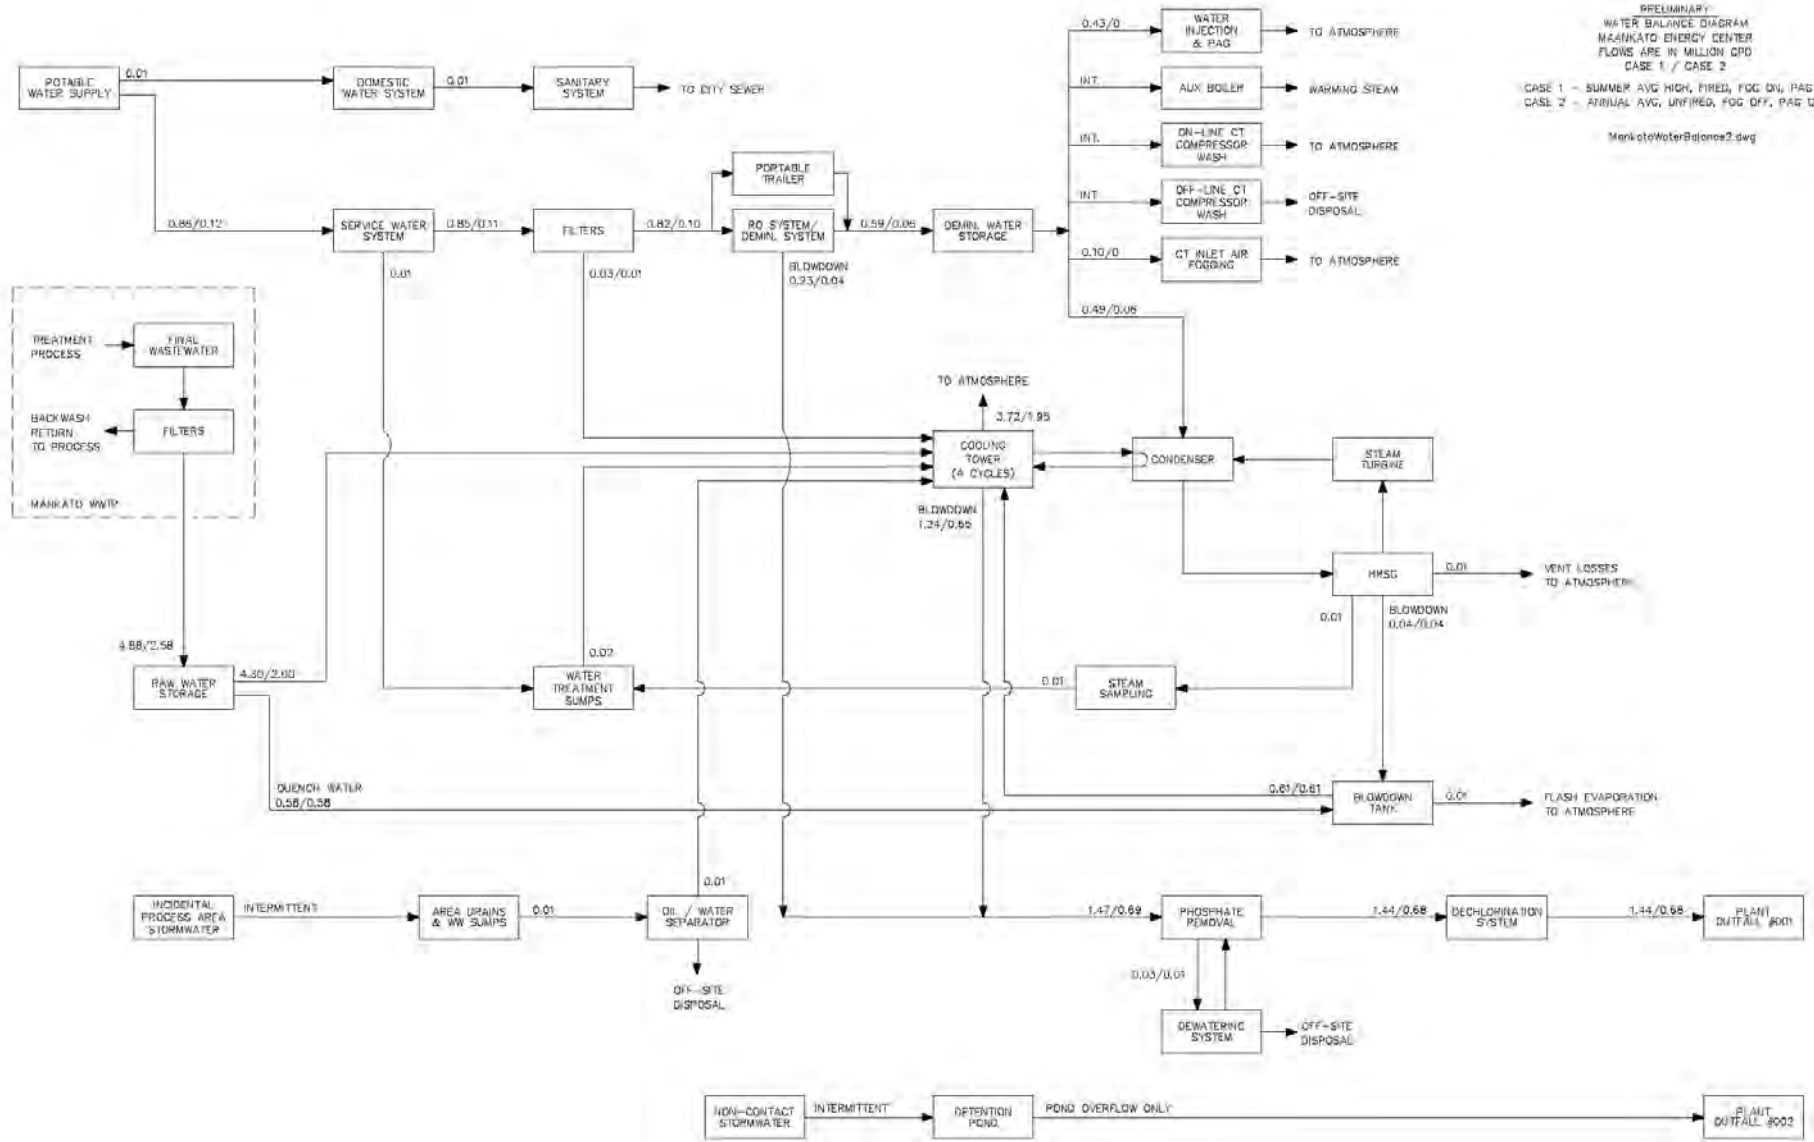 PRELIMINARY
WATER BALANCE DIAGRAM
MAANKATO ENERGY CENTER
FLOWS ARE IN MILLION GPD
CASE 1 / CASE 2
CASE 1 - SUMMER AVG HIGH, FIRED, FOG ON, PAG
CASE 2 - ANNUAL AVG, UNFIRED, FOG OFF, PAG
MankatoWaterBalance2.dwg
POTABLE
WATER SUPPLY
0.01
DOMESTIC
WATER SYSTEM
0.01
SANITARY
SYSTEM
TO CITY SEWER
0.43/0
WATER
INJECTION
& PAG
TO ATMOSPHERE
INT.
AUX BOILER
WARMING STEAM
INT.
ON-LINE CT
COMPRESSOR
WASH
TO ATMOSPHERE
INT.
OFF-LINE CT
COMPRESSOR
WASH
OFF-SITE
DISPOSAL
0.10/0
CT INLET AIR
FOGGING
TO ATMOSPHERE
0.49/0.06
PORTABLE
TRAILER
0.86/0.12
SERVICE WATER
SYSTEM
0.85/0.11
FILTERS
0.82/0.10
RO SYSTEM/
DEMIN. SYSTEM
0.59/0.06
DEMIN. WATER
STORAGE
0.01
0.03/0.01
BLOWDOWN
0.23/0.04
TREATMENT
PROCESS
FINAL
WASTEWATER
BACKWASH
RETURN
TO PROCESS
FILTERS
MANKATO WWTP
TO ATMOSPHERE
3.72/1.95
COOLING
TOWER
(4 CYCLES)
CONDENSER
STEAM
TURBINE
BLOWDOWN
1.24/0.65
HRSG
0.01
VENT LOSSES
TO ATMOSPHERE
0.01
BLOWDOWN
0.04/0.04
4.88/2.58
RAW WATER
STORAGE
4.30/2.00
0.02
WATER
TREATMENT
SUMPS
0.01
STEAM
SAMPLING
QUENCH WATER
0.58/0.58
0.61/0.61
BLOWDOWN
TANK
0.01
FLASH EVAPORATION
TO ATMOSPHERE
INCIDENTAL
PROCESS AREA
STORMWATER
INTERMITTENT
AREA DRAINS
& WW SUMPS
0.01
OIL / WATER
SEPARATOR
0.01
OFF-SITE
DISPOSAL
1.47/0.69
PHOSPHATE
REMOVAL
1.44/0.68
DECHLORINATION
SYSTEM
1.44/0.68
PLANT
OUTFALL #001
0.03/0.01
DEWATERING
SYSTEM
OFF-SITE
DISPOSAL
NON-CONTACT
STORMWATER
INTERMITTENT
DETENTION
POND
POND OVERFLOW ONLY
PLANT
OUTFALL #002